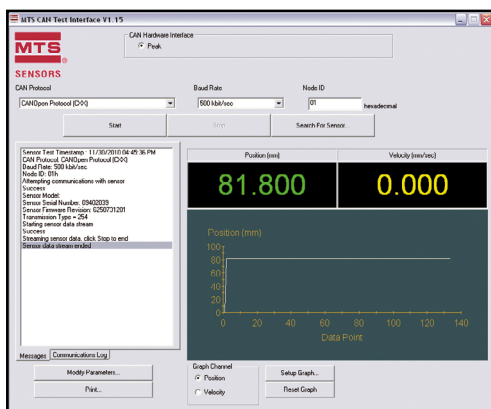 MTS CAN Test Interface V1.15
MTS
SENSORS
CAN Hardware Interface
Peak
CAN Protocol
Baud Rate
Node ID
CANOpen Protocol (CXX)
500 kbit/sec
01
hexadecimal
Start
Stop
Search For Sensor...
Sensor Test Timestamp : 11/30/2010 04:45:36 PM
CAN Protocol: CANOpen Protocol (CXX)
Baud Rate: 500 kbit/sec
Node ID: 01h
Attempting communications with sensor
Success
Sensor Model:
Sensor Serial Number: 09402039
Sensor Firmware Revision: 6250731201
Transmission Type = 254
Starting sensor data stream
Success
Streaming sensor data, click Stop to end
Sensor data stream ended
Messages
Communications Log
Modify Parameters...
Print...
Position (mm)
Velocity (mm/sec)
81.800
0.000
Position (mm)
100
80
60
40
20
0
0 20 40 60 80 100 120 140
Data Point
Graph Channel
Position
Velocity
Setup Graph...
Reset Graph